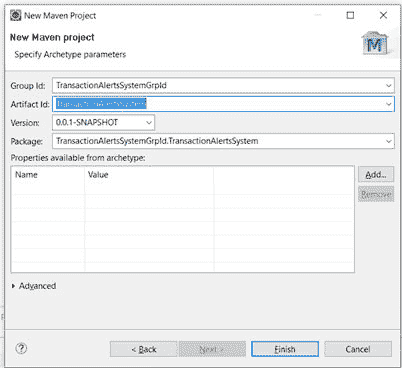 New Maven Project
New Maven project
Specify Archetype parameters
M
Group Id: TransactionAlertsSystemGrpId
Artifact Id: TransactionAlertsSystem
Version: 0.0.1-SNAPSHOT
Package: TransactionAlertsSystemGrpId.TransactionAlertsSystem
Properties available from archetype:
Name Value
Add...
Remove
Advanced
? < Back Next > Finish Cancel